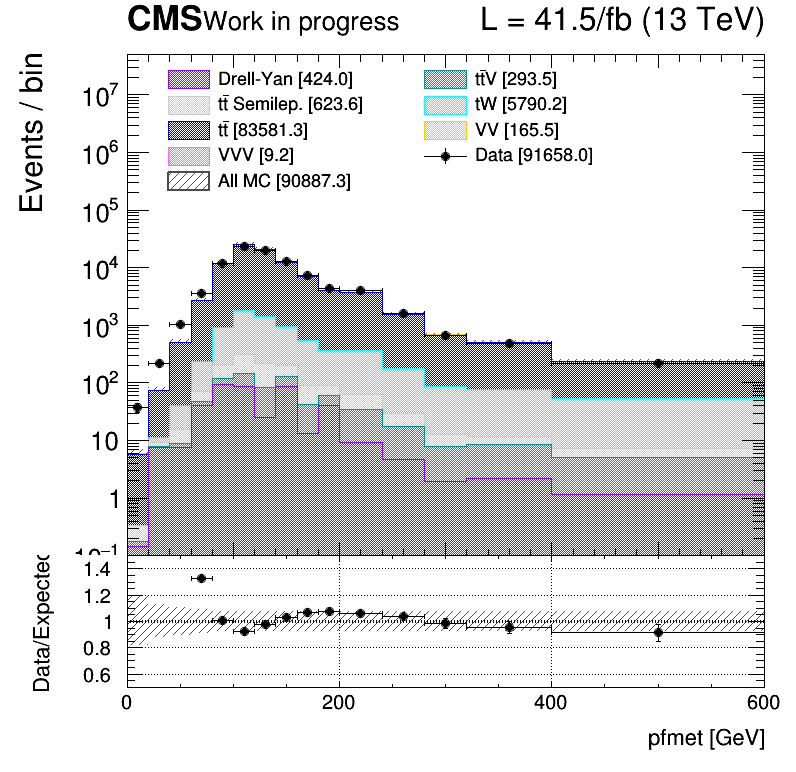 CMS Work in progress L = 41.5/fb (13 TeV)
Events / bin
10⁷
10⁶
10⁵
10⁴
10³
10²
10
1
10⁻¹
Drell-Yan [424.0]
tt̄ Semilep. [623.6]
tt̄ [83581.3]
VVV [9.2]
All MC [90887.3]
tt̄V [293.5]
tW [5790.2]
VV [165.5]
Data [91658.0]
Data/Expected
1.4
1.2
1
0.8
0.6
0 200 400 600
pfmet [GeV]